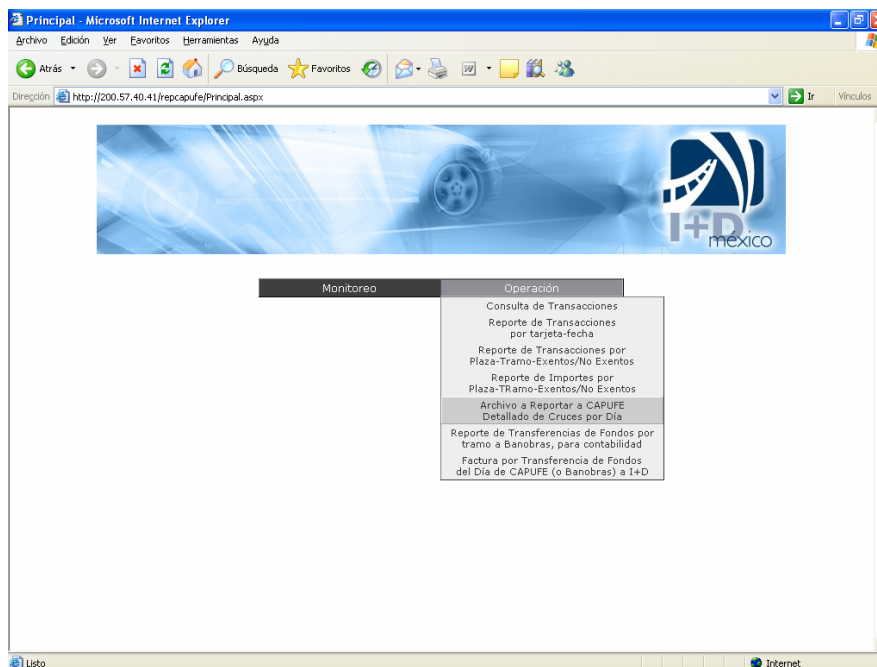 Principal - Microsoft Internet Explorer
Archivo Edición Ver Favoritos Herramientas Ayuda
Atrás Búsqueda Favoritos
Dirección http://200.57.40.41/repcapufe/Principal.aspx Ir Vínculos
I+D
méxico
Monitoreo Operación
Consulta de Transacciones
Reporte de Transacciones
por tarjeta-fecha
Reporte de Transacciones por
Plaza-Tramo-Exentos/No Exentos
Reporte de Importes por
Plaza-TRamo-Exentos/No Exentos
Archivo a Reportar a CAPUFE
Detallado de Cruces por Día
Reporte de Transferencias de Fondos por
tramo a Banobras, para contabilidad
Factura por Transferencia de Fondos
del Día de CAPUFE (o Banobras) a I+D
Listo Internet